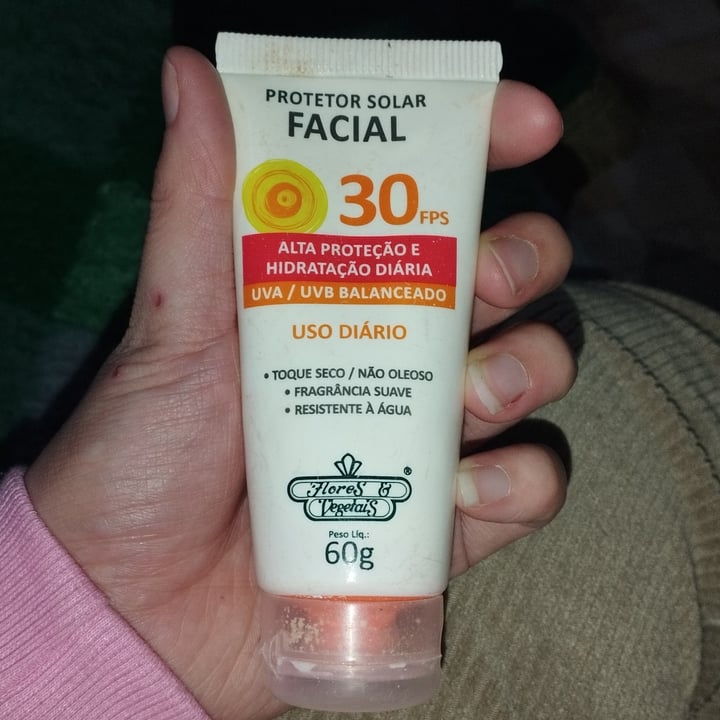 PROTETOR SOLAR
FACIAL
30 FPS
ALTA PROTEÇÃO E
HIDRATAÇÃO DIÁRIA
UVA / UVB BALANCEADO
USO DIÁRIO
• TOQUE SECO / NÃO OLEOSO
• FRAGRÂNCIA SUAVE
• RESISTENTE À ÁGUA
Flores & ®
Vegetais
Peso Líq.:
60g